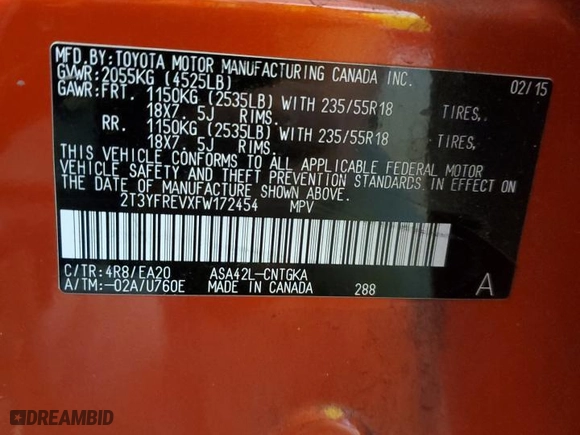 MFD.BY:TOYOTA MOTOR MANUFACTURING CANADA INC.
GVWR:2055KG (4525LB) 02/15
GAWR:FRT. 1150KG (2535LB) WITH 235/55R18 TIRES,
18X7.5J RIMS.
RR. 1150KG (2535LB) WITH 235/55R18 TIRES,
18X7.5J RIMS.
THIS VEHICLE CONFORMS TO ALL APPLICABLE FEDERAL MOTOR
VEHICLE SAFETY AND THEFT PREVENTION STANDARDS IN EFFECT ON
THE DATE OF MANUFACTURE SHOWN ABOVE.
2T3YFREVXFW172454 MPV
C/TR:4R8/EA20 ASA42L-CNTGKA
A/TM:-02A/U760E MADE IN CANADA 288 A
DREAMBID